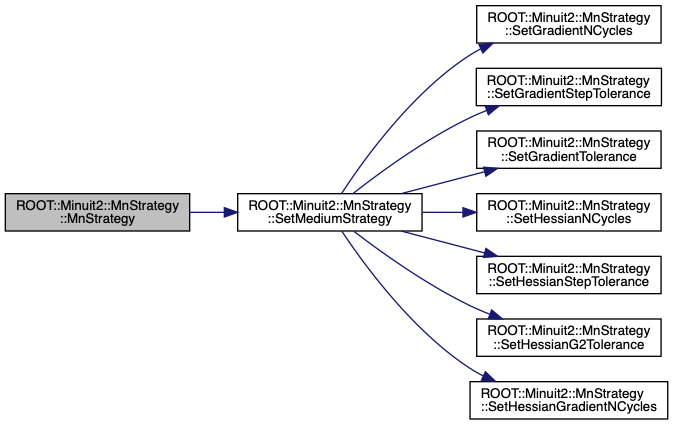 ROOT::Minuit2::MnStrategy
::MnStrategy
ROOT::Minuit2::MnStrategy
::SetMediumStrategy
ROOT::Minuit2::MnStrategy
::SetGradientNCycles
ROOT::Minuit2::MnStrategy
::SetGradientStepTolerance
ROOT::Minuit2::MnStrategy
::SetGradientTolerance
ROOT::Minuit2::MnStrategy
::SetHessianNCycles
ROOT::Minuit2::MnStrategy
::SetHessianStepTolerance
ROOT::Minuit2::MnStrategy
::SetHessianG2Tolerance
ROOT::Minuit2::MnStrategy
::SetHessianGradientNCycles